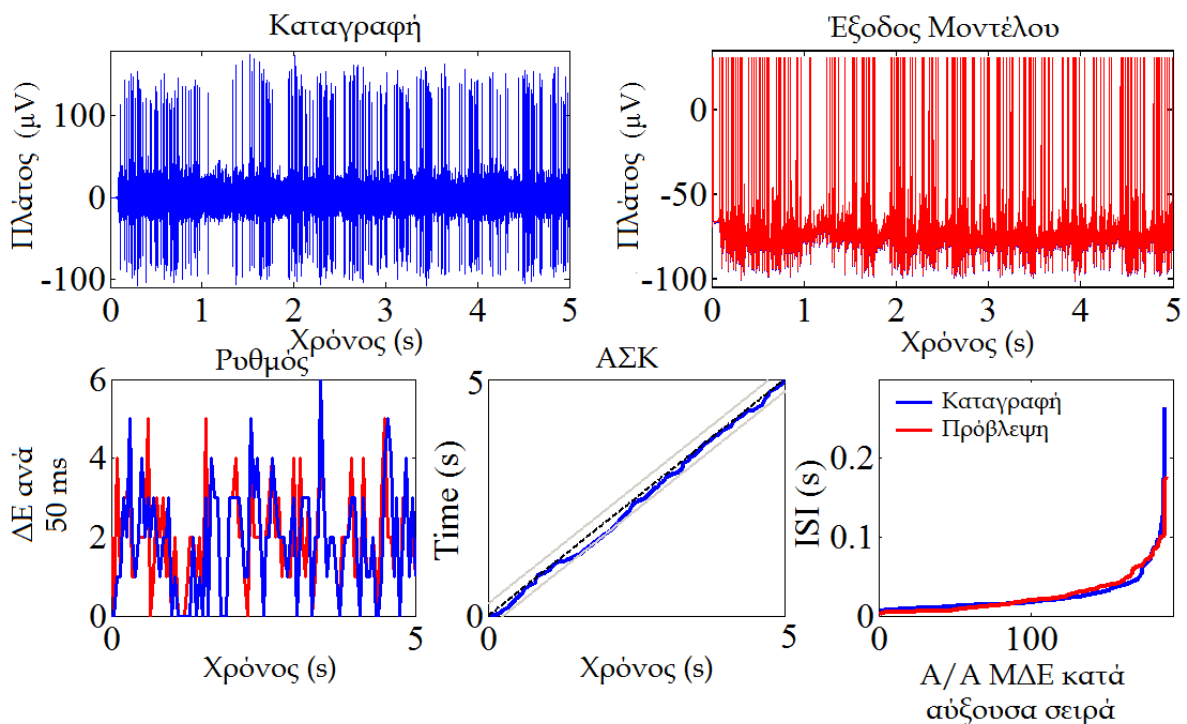 Καταγραφή
Πλάτος (μV)
100
0
-100
0 1 2 3 4 5
Χρόνος (s)
Έξοδος Μοντέλου
Πλάτος (μV)
0
-50
-100
0 1 2 3 4 5
Χρόνος (s)
Ρυθμός
ΔΕ ανά
50 ms
6
4
2
0
0 5
Χρόνος (s)
ΑΣΚ
Time (s)
5
0
0 5
Χρόνος (s)
Καταγραφή
Πρόβλεψη
ISI (s)
0.2
0.1
0
0 100
Α/Α ΜΔΕ κατά
αύξουσα σειρά